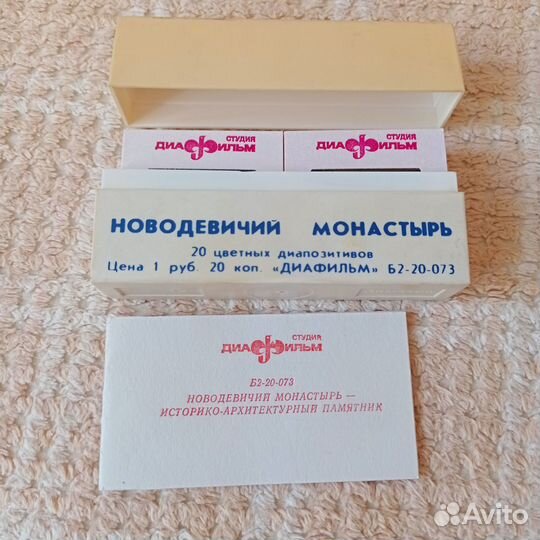 СТУДИЯ
ДИАФИЛЬМ
СТУДИЯ
ДИАФИЛЬМ
НОВОДЕВИЧИЙ МОНАСТЫРЬ
20 цветных диапозитивов
Цена 1 руб. 20 коп. «ДИАФИЛЬМ» Б2-20-073
СТУДИЯ
ДИАФИЛЬМ
Б2-20-073
НОВОДЕВИЧИЙ МОНАСТЫРЬ —
ИСТОРИКО-АРХИТЕКТУРНЫЙ ПАМЯТНИК
Avito